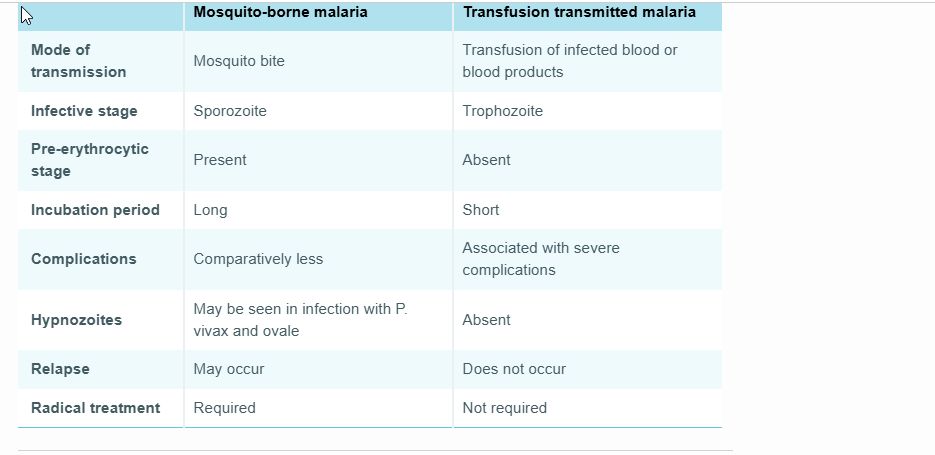 Mosquito-borne malaria Transfusion transmitted malaria
Mode of transmission Mosquito bite Transfusion of infected blood or blood products
Infective stage Sporozoite Trophozoite
Pre-erythrocytic stage Present Absent
Incubation period Long Short
Complications Comparatively less Associated with severe complications
Hypnozoites May be seen in infection with P. vivax and ovale Absent
Relapse May occur Does not occur
Radical treatment Required Not required